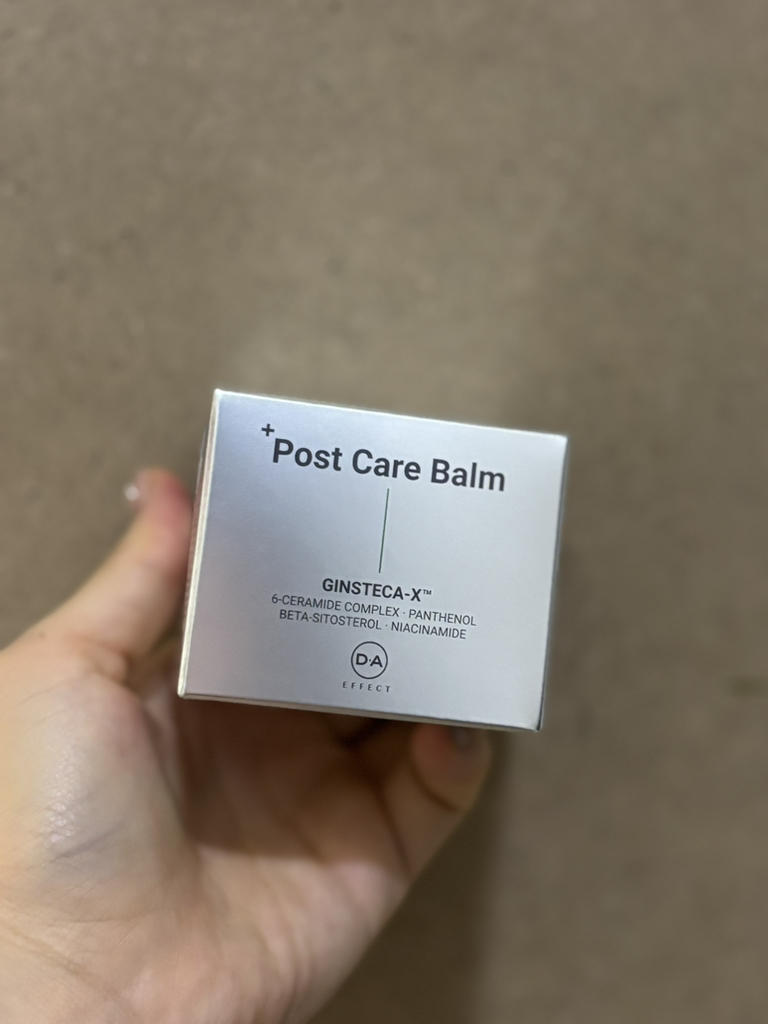 +Post Care Balm
GINSTECA-X™
6-CERAMIDE COMPLEX · PANTHENOL
BETA-SITOSTEROL · NIACINAMIDE
D·A
EFFECT